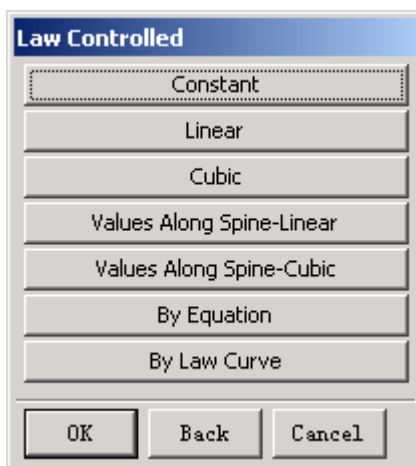 Law Controlled
Constant
Linear
Cubic
Values Along Spine-Linear
Values Along Spine-Cubic
By Equation
By Law Curve
OK Back Cancel